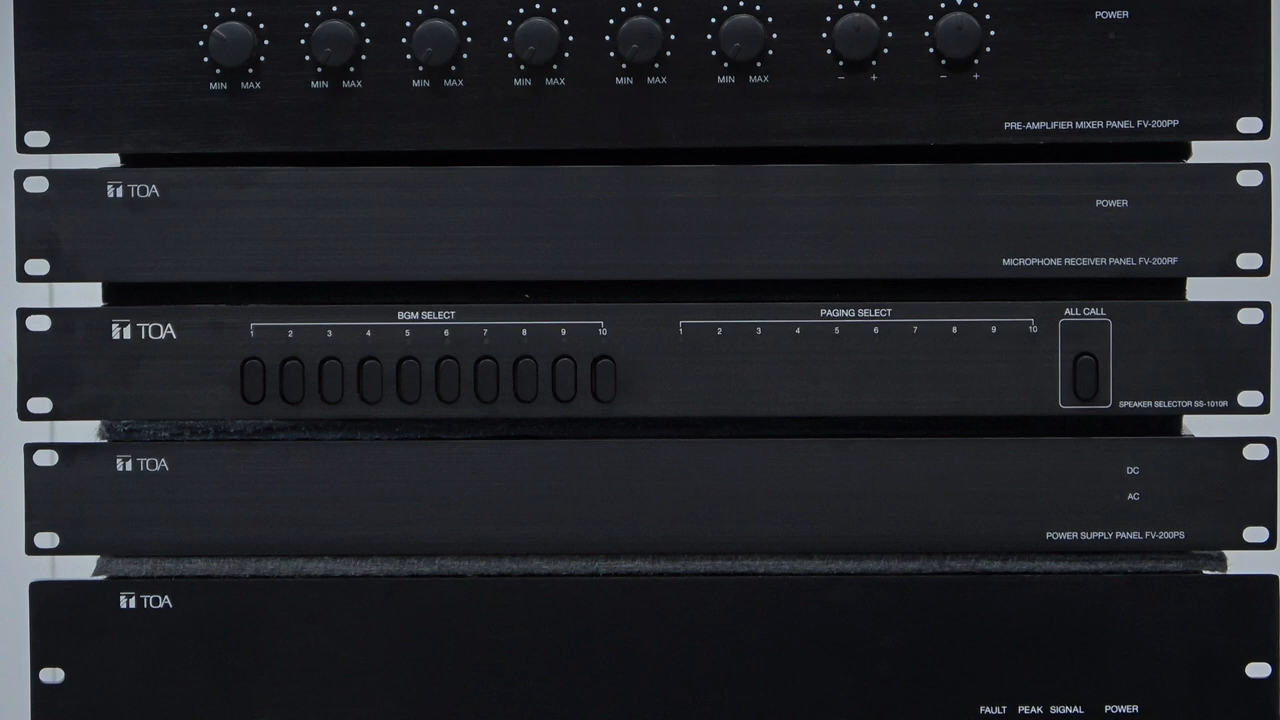 POWER
MIN MAX MIN MAX MIN MAX MIN MAX MIN MAX MIN MAX − + − +
PRE-AMPLIFIER MIXER PANEL FV-200PP
TOA
POWER
MICROPHONE RECEIVER PANEL FV-200RF
BGM SELECT PAGING SELECT ALL CALL
TOA 1 2 3 4 5 6 7 8 9 10 1 2 3 4 5 6 7 8 9 10
SPEAKER SELECTOR SS-1010R
TOA
DC
AC
POWER SUPPLY PANEL FV-200PS
TOA
FAULT PEAK SIGNAL POWER